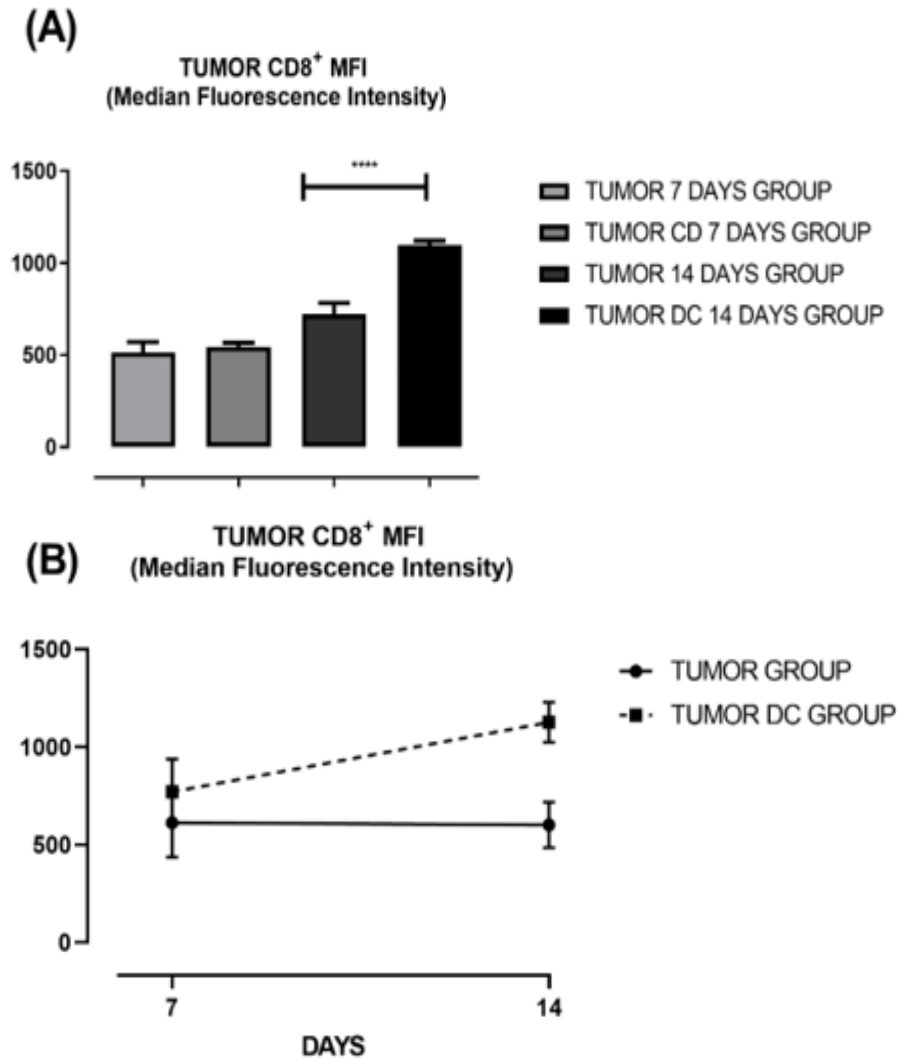 (A)
TUMOR CD8+ MFI
(Median Fluorescence Intensity)
1500
1000
500
0
****
TUMOR 7 DAYS GROUP
TUMOR CD 7 DAYS GROUP
TUMOR 14 DAYS GROUP
TUMOR DC 14 DAYS GROUP
(B)
TUMOR CD8+ MFI
(Median Fluorescence Intensity)
1500
1000
500
0
TUMOR GROUP
TUMOR DC GROUP
7
14
DAYS